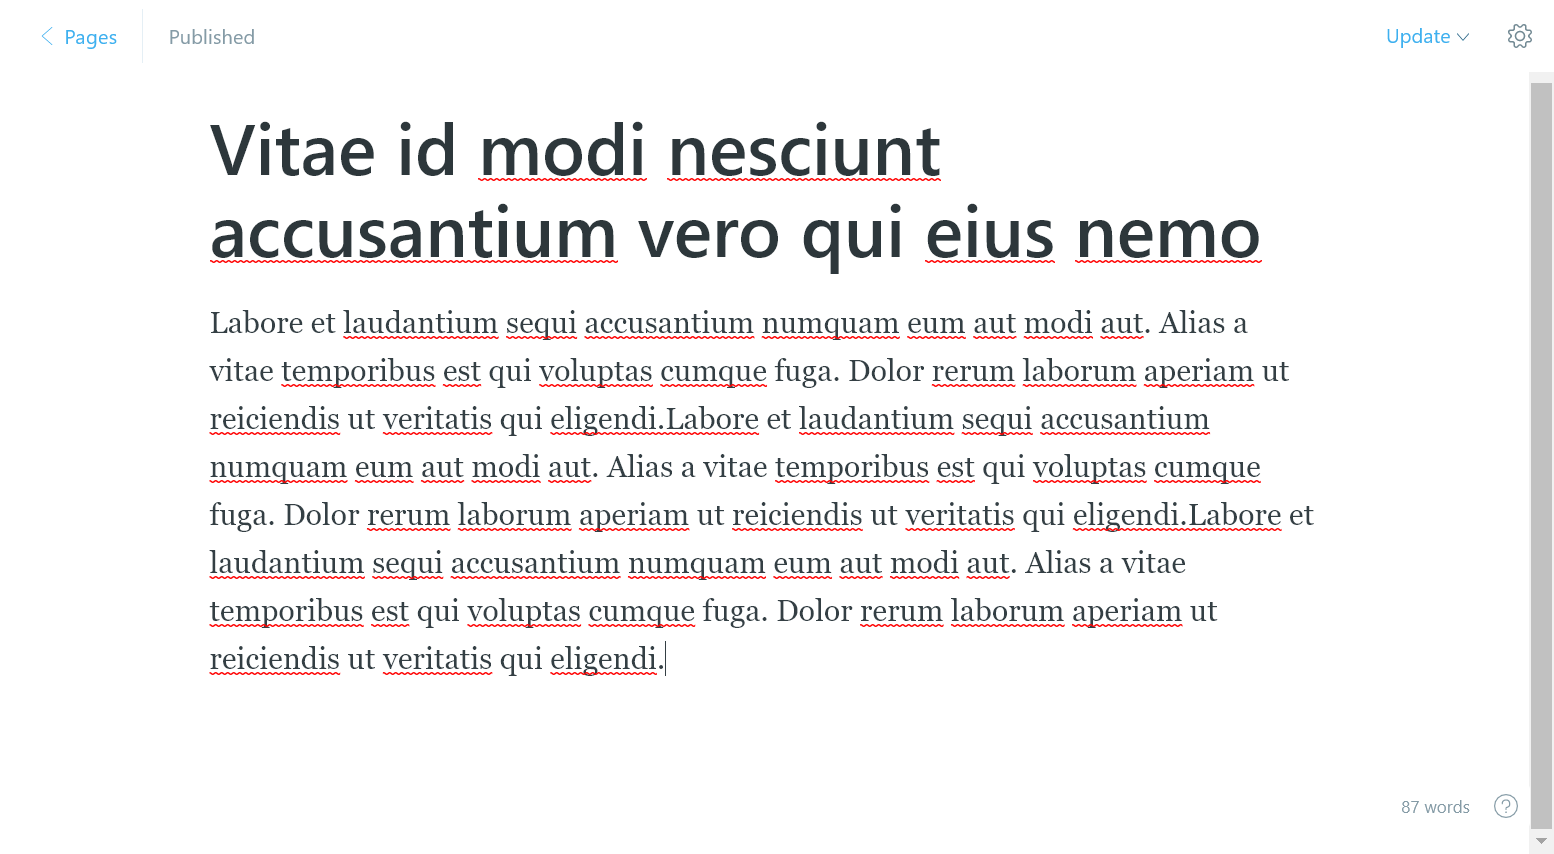 Pages
Published
Update
Vitae id modi nesciunt
accusantium vero qui eius nemo
Labore et laudantium sequi accusantium numquam eum aut modi aut. Alias a
vitae temporibus est qui voluptas cumque fuga. Dolor rerum laborum aperiam ut
reiciendis ut veritatis qui eligendi.Labore et laudantium sequi accusantium
numquam eum aut modi aut. Alias a vitae temporibus est qui voluptas cumque
fuga. Dolor rerum laborum aperiam ut reiciendis ut veritatis qui eligendi.Labore et
laudantium sequi accusantium numquam eum aut modi aut. Alias a vitae
temporibus est qui voluptas cumque fuga. Dolor rerum laborum aperiam ut
reiciendis ut veritatis qui eligendi.
87 words
?